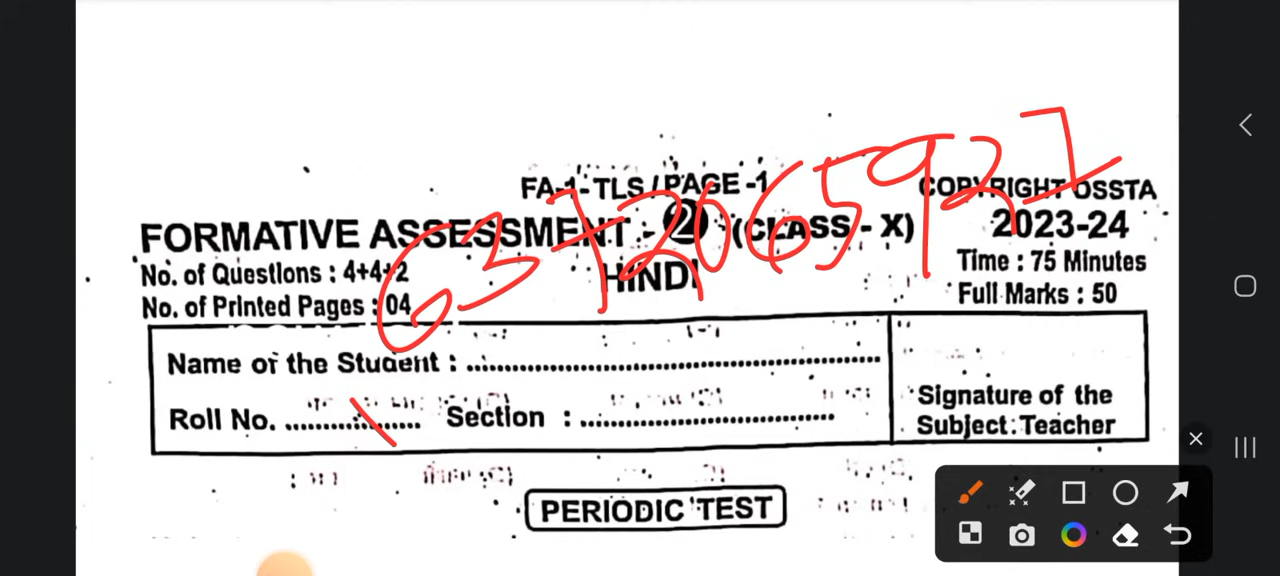 FA-1-TLS / PAGE -1
COPYRIGHT OSSTA
FORMATIVE ASSESSMENT - 2 (CLASS - X)
2023-24
No. of Questions : 4+4+2
HINDI
Time : 75 Minutes
No. of Printed Pages : 04
Full Marks : 50
6372065927
Name of the Student :
Roll No. Section :
Signature of the
Subject Teacher
PERIODIC TEST